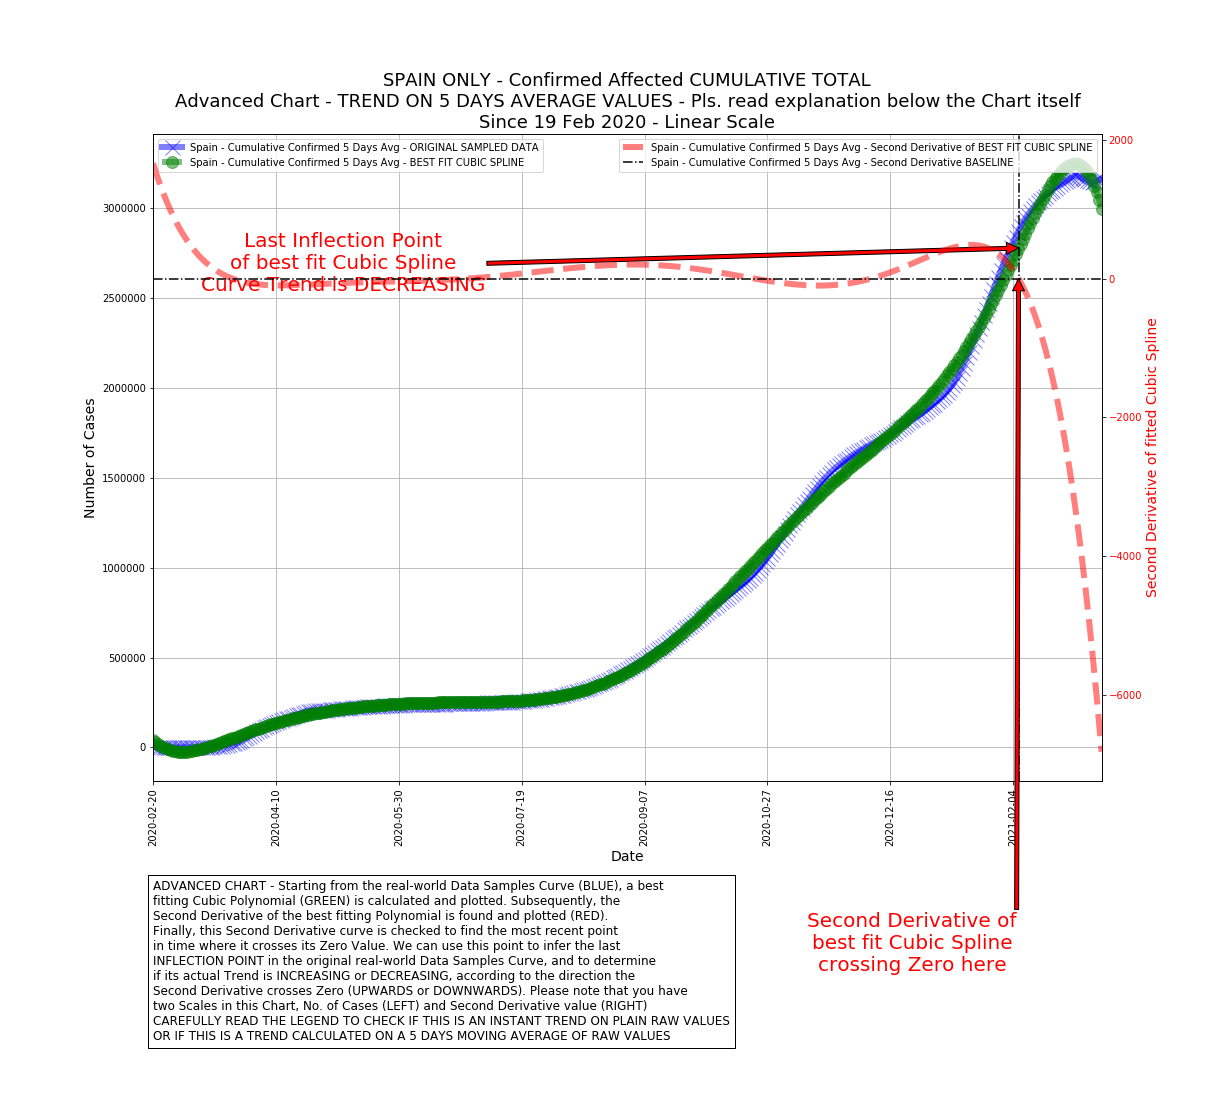 SPAIN ONLY - Confirmed Affected CUMULATIVE TOTAL
Advanced Chart - TREND ON 5 DAYS AVERAGE VALUES - Pls. read explanation below the Chart itself
Since 19 Feb 2020 - Linear Scale
Spain - Cumulative Confirmed 5 Days Avg - ORIGINAL SAMPLED DATA
Spain - Cumulative Confirmed 5 Days Avg - BEST FIT CUBIC SPLINE
Spain - Cumulative Confirmed 5 Days Avg - Second Derivative of BEST FIT CUBIC SPLINE
Spain - Cumulative Confirmed 5 Days Avg - Second Derivative BASELINE
Number of Cases
3000000
2500000
2000000
1500000
1000000
500000
0
Last Inflection Point
of best fit Cubic Spline
Curve Trend is DECREASING
2000
0
−2000
−4000
−6000
Second Derivative of fitted Cubic Spline
2020-02-20
2020-04-10
2020-05-30
2020-07-19
2020-09-07
2020-10-27
2020-12-16
2021-02-04
Date
ADVANCED CHART - Starting from the real-world Data Samples Curve (BLUE), a best
fitting Cubic Polynomial (GREEN) is calculated and plotted. Subsequently, the
Second Derivative of the best fitting Polynomial is found and plotted (RED).
Finally, this Second Derivative curve is checked to find the most recent point
in time where it crosses its Zero Value. We can use this point to infer the last
INFLECTION POINT in the original real-world Data Samples Curve, and to determine
if its actual Trend is INCREASING or DECREASING, according to the direction the
Second Derivative crosses Zero (UPWARDS or DOWNWARDS). Please note that you have
two Scales in this Chart, No. of Cases (LEFT) and Second Derivative value (RIGHT)
CAREFULLY READ THE LEGEND TO CHECK IF THIS IS AN INSTANT TREND ON PLAIN RAW VALUES
OR IF THIS IS A TREND CALCULATED ON A 5 DAYS MOVING AVERAGE OF RAW VALUES
Second Derivative of
best fit Cubic Spline
crossing Zero here